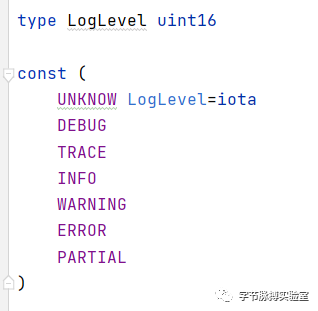 type LogLevel uint16
const (
UNKNOW LogLevel=iota
DEBUG
TRACE
INFO
WARNING
ERROR
PARTIAL
)
字节脉搏实验室